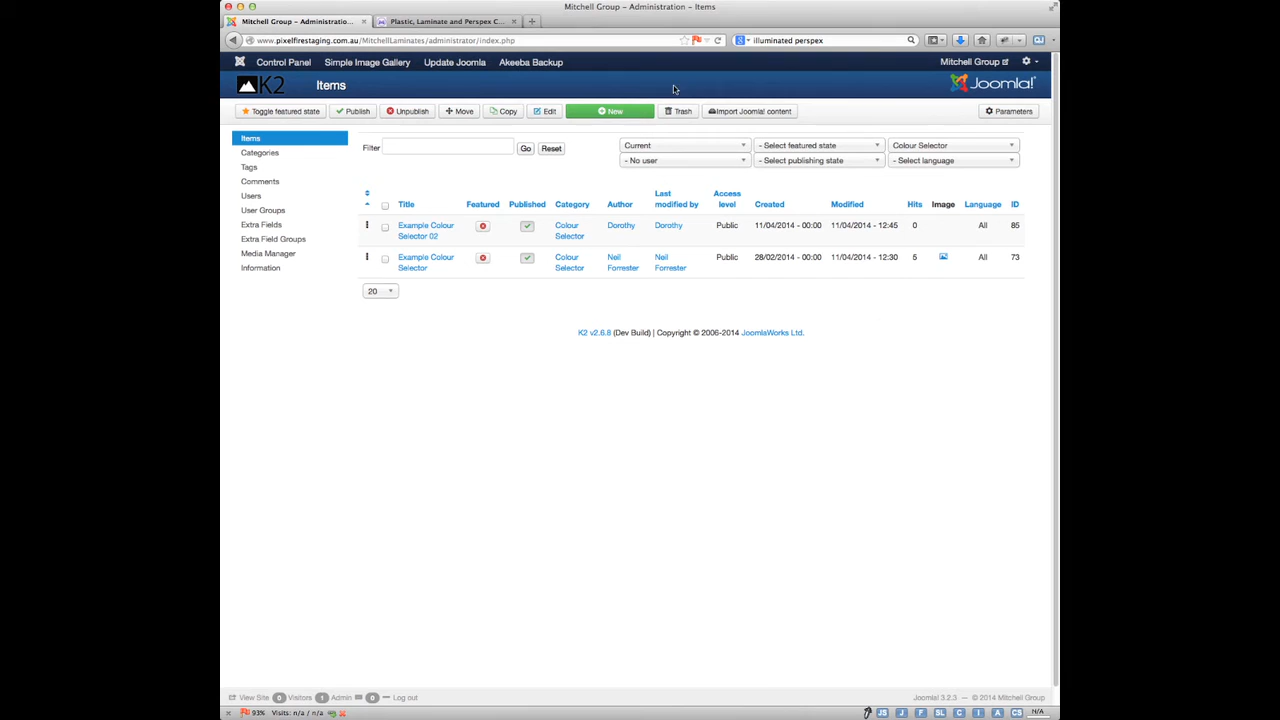 Mitchell Group - Administration - Items
Mitchell Group - Administratio... × Plastic, Laminate and Perspex C... × +
www.pixelfirestaging.com.au/MitchellLaminates/administrator/index.php illuminated perspex
Control Panel Simple Image Gallery Update Joomla Akeeba Backup Mitchell Group
K2 Items Joomla!
Toggle featured state Publish Unpublish Move Copy Edit New Trash Import Joomla content Parameters
Items
Categories
Tags
Comments
Users
User Groups
Extra Fields
Extra Field Groups
Media Manager
Information
Filter Go Reset
Current - Select featured state Colour Selector
- No user - Select publishing state - Select language
Title Featured Published Category Author Last modified by Access level Created Modified Hits Image Language ID
Example Colour Selector 02 Colour Selector Dorothy Dorothy Public 11/04/2014 - 00:00 11/04/2014 - 12:45 0 All 85
Example Colour Selector Colour Selector Neil Forrester Neil Forrester Public 28/02/2014 - 00:00 11/04/2014 - 12:30 5 All 73
20
K2 v2.6.8 (Dev Build) | Copyright © 2006-2014 JoomlaWorks Ltd.
View Site 0 Visitors 1 Admin 0 Log out Joomla! 3.2.3 — © 2014 Mitchell Group
× 93% Visits: n/a / n/a JS J F SL C I A CS N/A